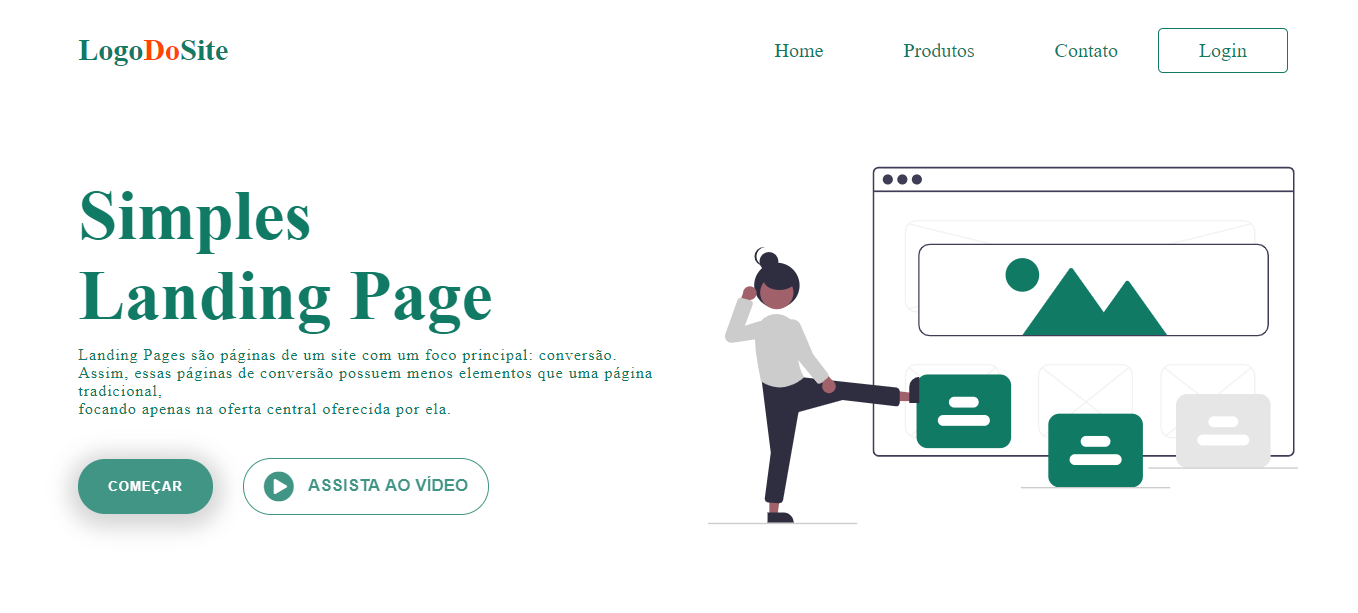 LogoDoSite
Home
Produtos
Contato
Login
Simples
Landing Page
Landing Pages são páginas de um site com um foco principal: conversão.
Assim, essas páginas de conversão possuem menos elementos que uma página
tradicional,
focando apenas na oferta central oferecida por ela.
COMEÇAR
ASSISTA AO VÍDEO